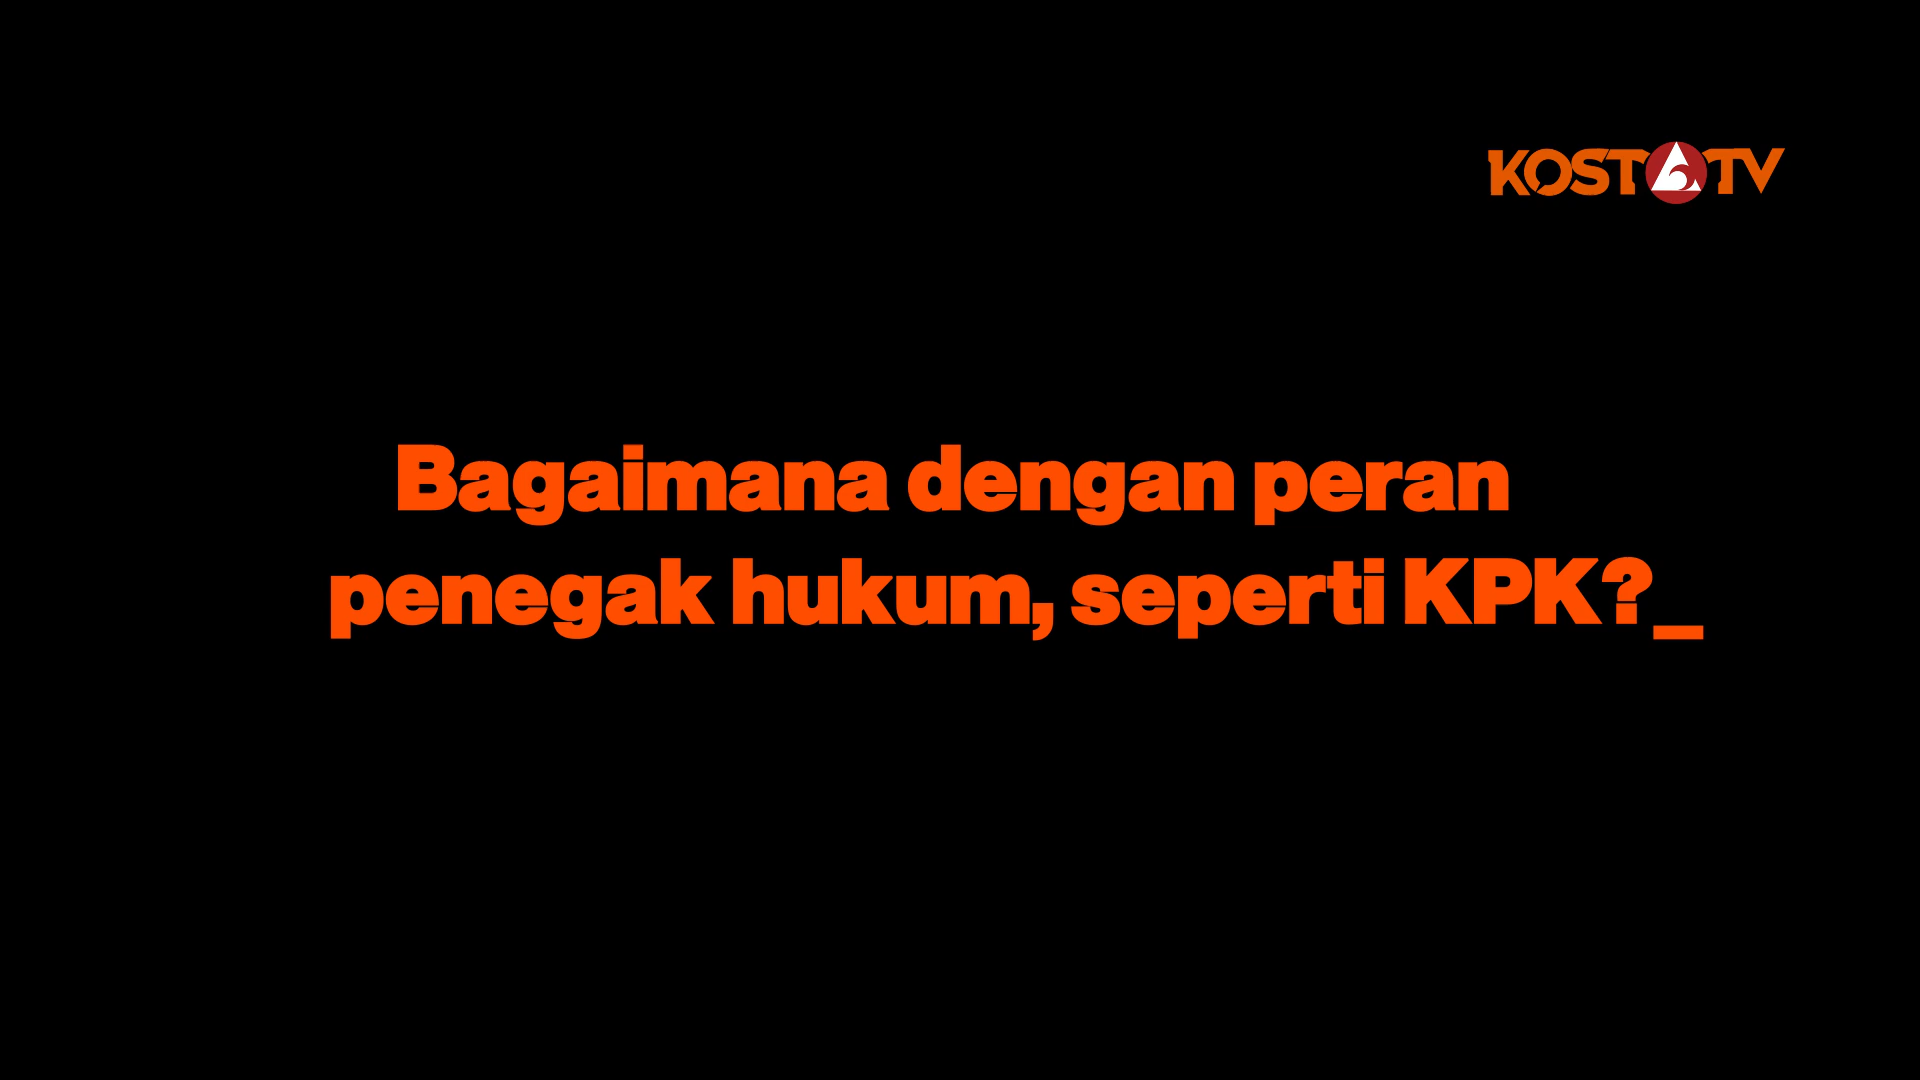 KOSTATV
Bagaimana dengan peran
penegak hukum, seperti KPK?_